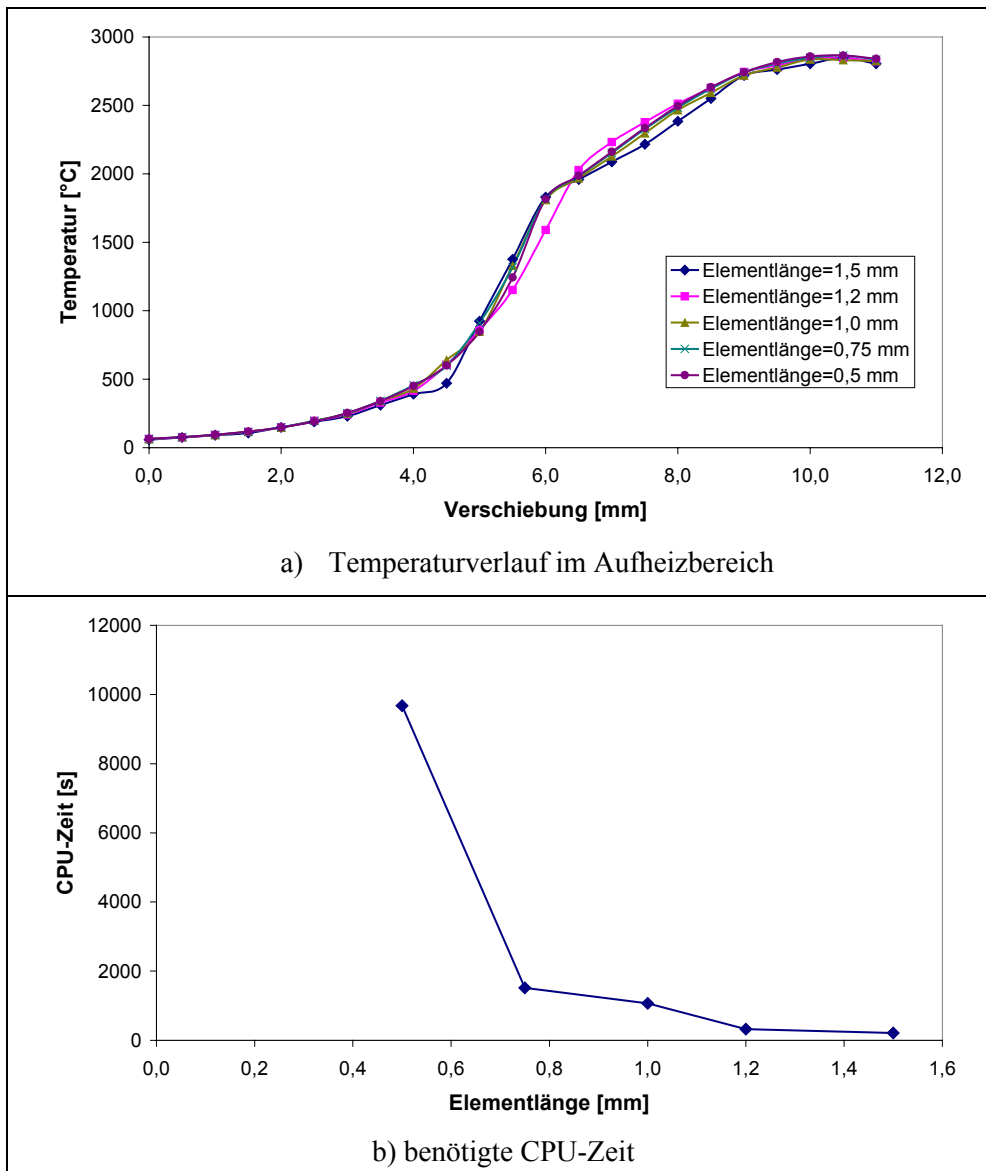 3000
2500
2000
1500
1000
500
0
Temperatur [°C]
0,0 2,0 4,0 6,0 8,0 10,0 12,0
Verschiebung [mm]
Elementlänge=1,5 mm
Elementlänge=1,2 mm
Elementlänge=1,0 mm
Elementlänge=0,75 mm
Elementlänge=0,5 mm
a) Temperaturverlauf im Aufheizbereich
12000
10000
8000
6000
4000
2000
0
CPU-Zeit [s]
0,0 0,2 0,4 0,6 0,8 1,0 1,2 1,4 1,6
Elementlänge [mm]
b) benötigte CPU-Zeit